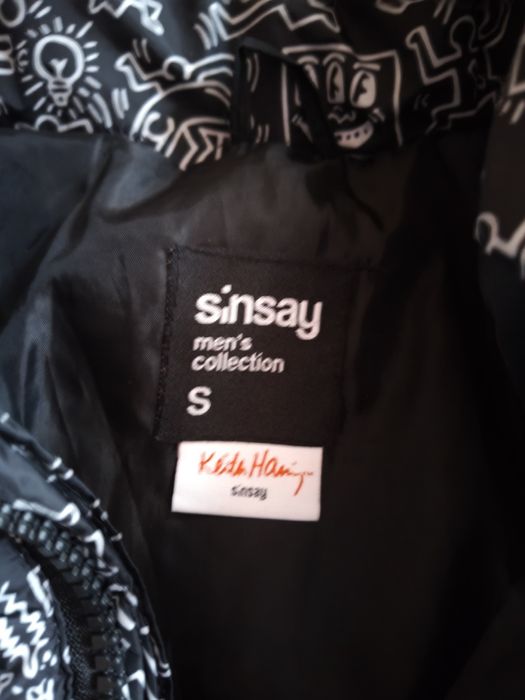 sinsay
men's
collection
S
Keith Haring
sinsay